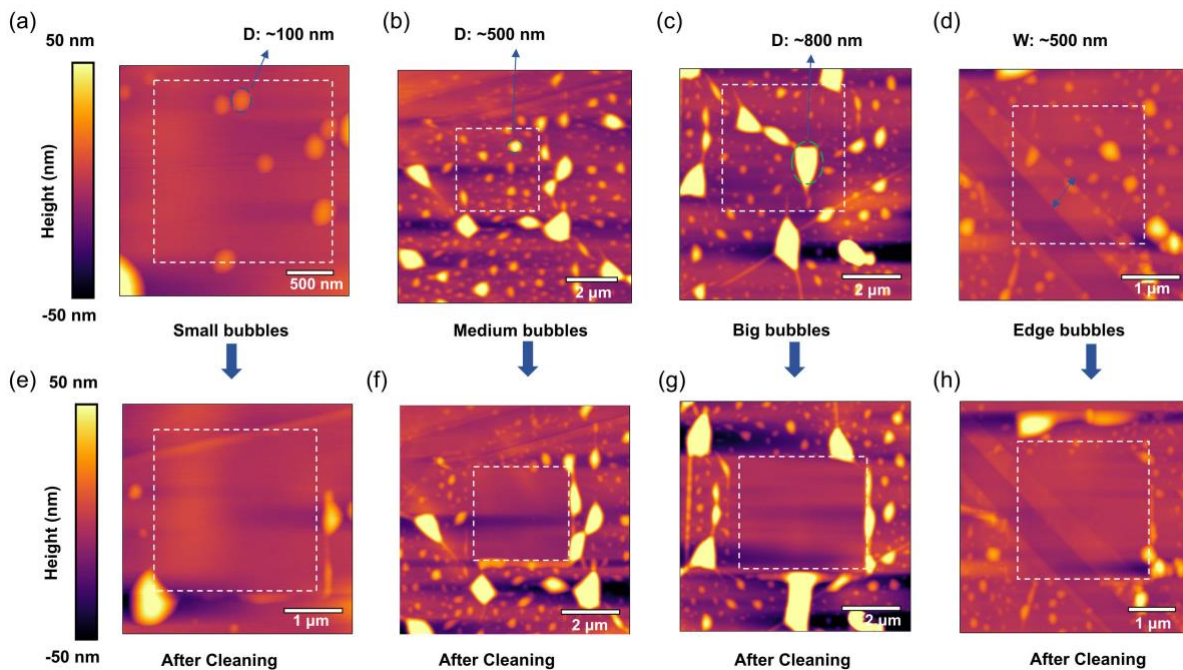 (a)
(b)
(c)
(d)
50 nm
D: ~100 nm
D: ~500 nm
D: ~800 nm
W: ~500 nm
Height (nm)
-50 nm
500 nm
2 µm
2 µm
1 µm
Small bubbles
Medium bubbles
Big bubbles
Edge bubbles
(e)
(f)
(g)
(h)
50 nm
Height (nm)
-50 nm
1 µm
2 µm
2 µm
1 µm
After Cleaning
After Cleaning
After Cleaning
After Cleaning